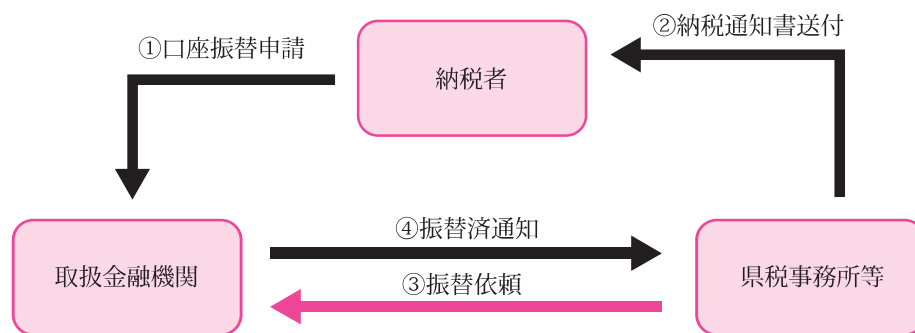 ②納税通知書送付
①口座振替申請
納税者
④振替済通知
取扱金融機関
県税事務所等
③振替依頼